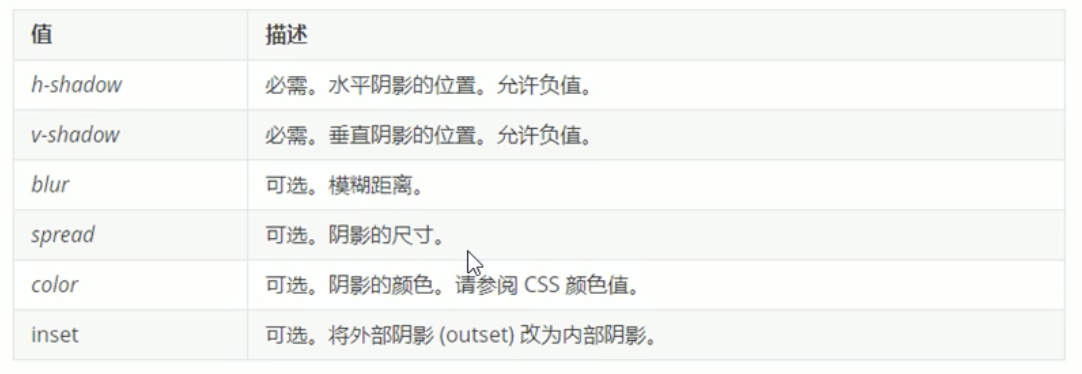 值 描述
h-shadow 必需。水平阴影的位置。允许负值。
v-shadow 必需。垂直阴影的位置。允许负值。
blur 可选。模糊距离。
spread 可选。阴影的尺寸。
color 可选。阴影的颜色。请参阅 CSS 颜色值。
inset 可选。将外部阴影 (outset) 改为内部阴影。